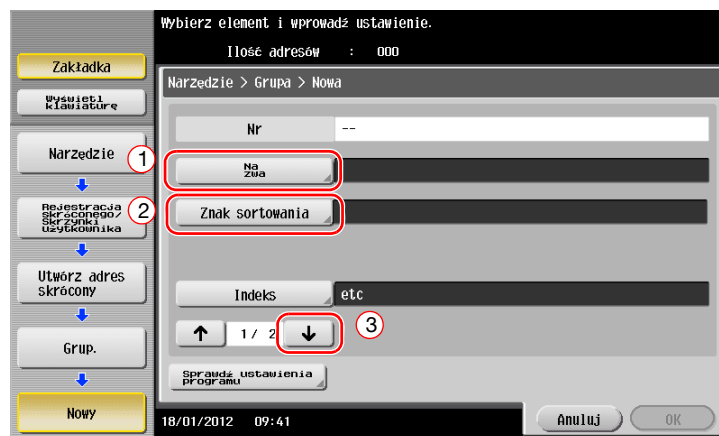 Wybierz element i wprowadź ustawienie.
Ilość adresów : 000
Zakładka
Wyświetl
klawiaturę
Narzędzie
Rejestracja
skróconego/
Skrzynki
użytkownika
Utwórz adres
skrócony
Grup.
Nowy
Narzędzie > Grupa > Nowa
Nr --
1
Na
zwa
2
Znak sortowania
Indeks etc
↑ 1/ 2 ↓ 3
Sprawdź ustawienia
programu
18/01/2012 09:41
Anuluj OK